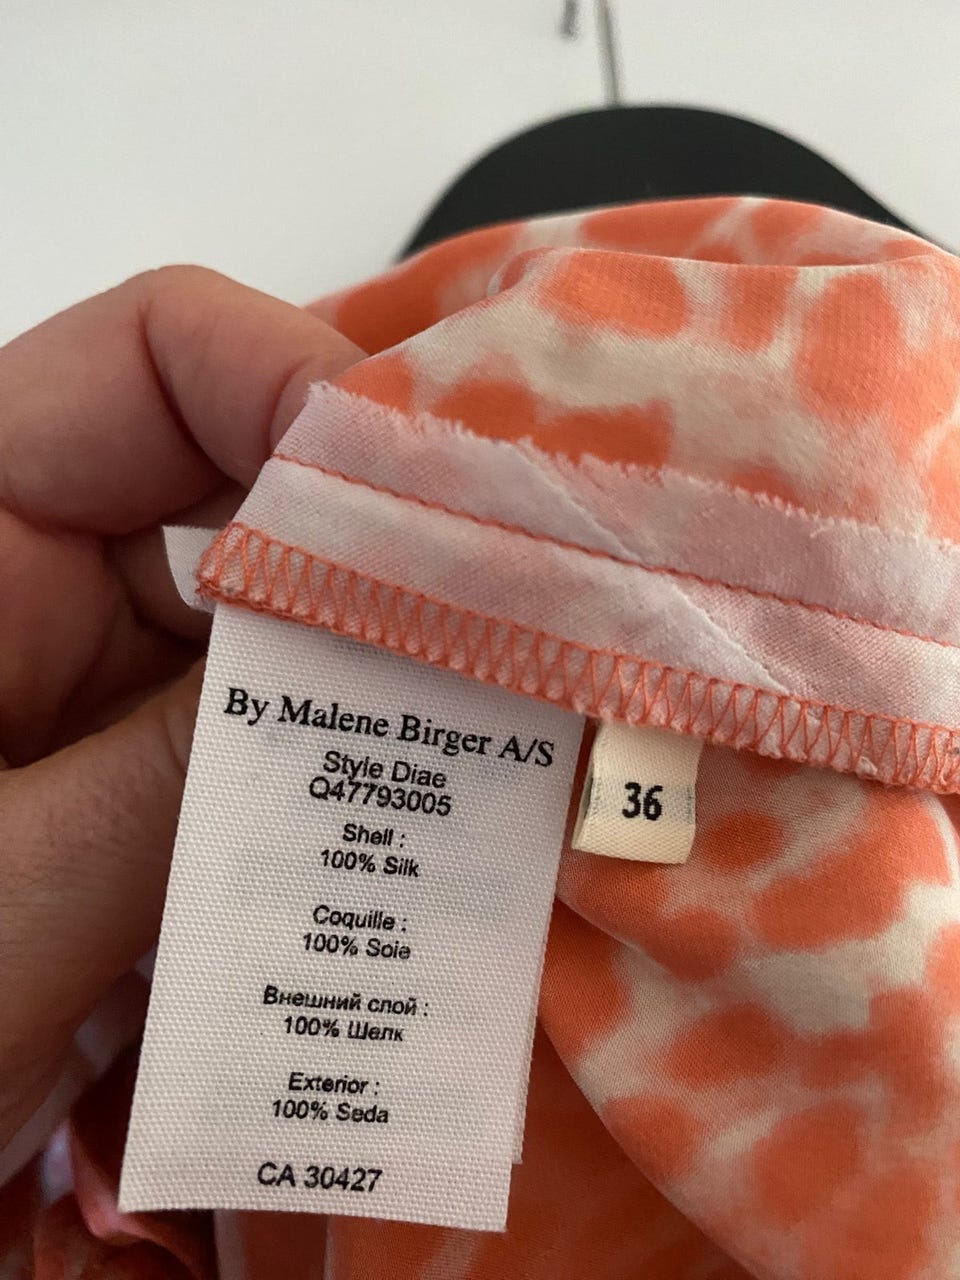 By Malene Birger A/S
Style Diae
Q47793005
Shell :
100% Silk
Coquille :
100% Soie
Внешний слой :
100% Шелк
Exterior :
100% Seda
CA 30427
36